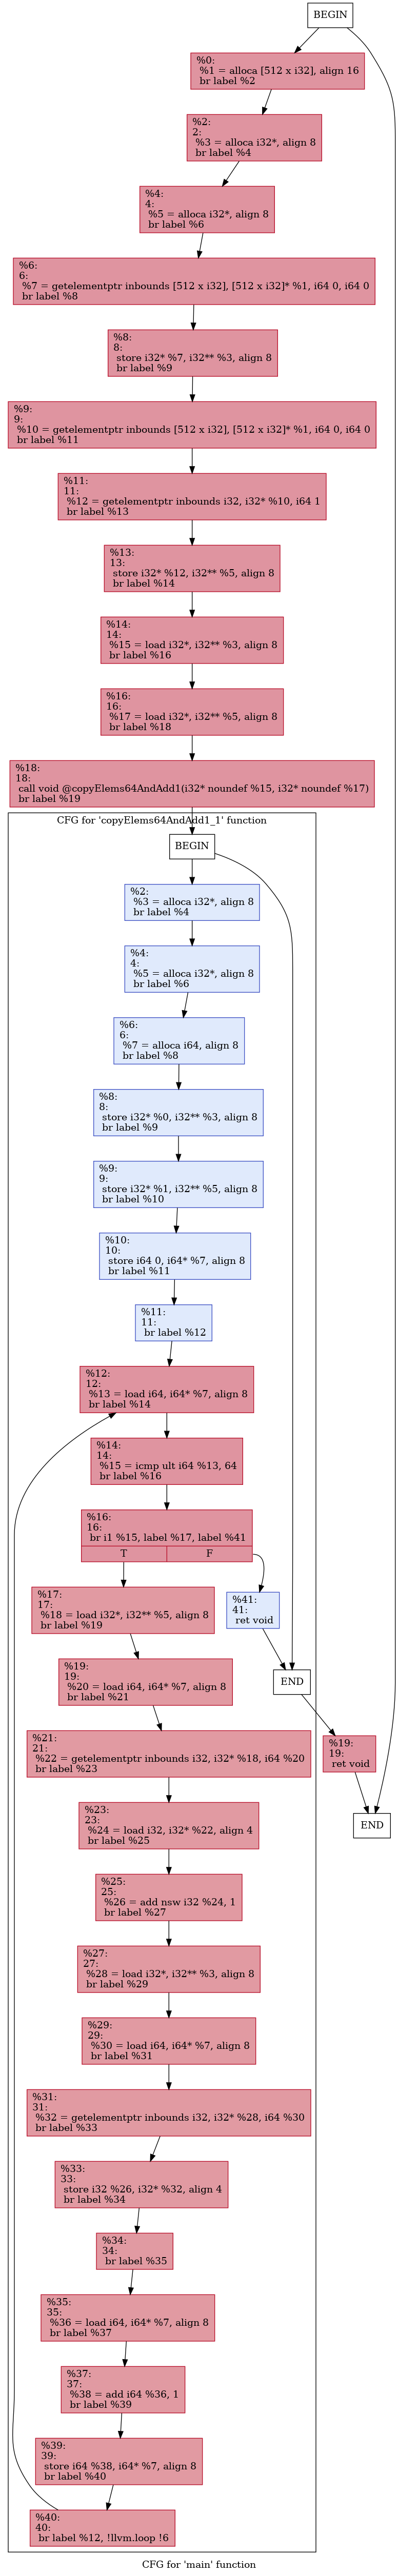 BEGIN
%0:
%1 = alloca [512 x i32], align 16
br label %2
%2:
2:
%3 = alloca i32*, align 8
br label %4
%4:
4:
%5 = alloca i32*, align 8
br label %6
%6:
6:
%7 = getelementptr inbounds [512 x i32], [512 x i32]* %1, i64 0, i64 0
br label %8
%8:
8:
store i32* %7, i32** %3, align 8
br label %9
%9:
9:
%10 = getelementptr inbounds [512 x i32], [512 x i32]* %1, i64 0, i64 0
br label %11
%11:
11:
%12 = getelementptr inbounds i32, i32* %10, i64 1
br label %13
%13:
13:
store i32* %12, i32** %5, align 8
br label %14
%14:
14:
%15 = load i32*, i32** %3, align 8
br label %16
%16:
16:
%17 = load i32*, i32** %5, align 8
br label %18
%18:
18:
call void @copyElems64AndAdd1(i32* noundef %15, i32* noundef %17)
br label %19
CFG for 'copyElems64AndAdd1_1' function
BEGIN
%2:
%3 = alloca i32*, align 8
br label %4
%4:
4:
%5 = alloca i32*, align 8
br label %6
%6:
6:
%7 = alloca i64, align 8
br label %8
%8:
8:
store i32* %0, i32** %3, align 8
br label %9
%9:
9:
store i32* %1, i32** %5, align 8
br label %10
%10:
10:
store i64 0, i64* %7, align 8
br label %11
%11:
11:
br label %12
%12:
12:
%13 = load i64, i64* %7, align 8
br label %14
%14:
14:
%15 = icmp ult i64 %13, 64
br label %16
%16:
16:
br i1 %15, label %17, label %41
T F
%17:
17:
%18 = load i32*, i32** %5, align 8
br label %19
%41:
41:
ret void
%19:
19:
%20 = load i64, i64* %7, align 8
br label %21
END
%21:
21:
%22 = getelementptr inbounds i32, i32* %18, i64 %20
br label %23
%19:
19:
ret void
%23:
23:
%24 = load i32, i32* %22, align 4
br label %25
END
%25:
25:
%26 = add nsw i32 %24, 1
br label %27
%27:
27:
%28 = load i32*, i32** %3, align 8
br label %29
%29:
29:
%30 = load i64, i64* %7, align 8
br label %31
%31:
31:
%32 = getelementptr inbounds i32, i32* %28, i64 %30
br label %33
%33:
33:
store i32 %26, i32* %32, align 4
br label %34
%34:
34:
br label %35
%35:
35:
%36 = load i64, i64* %7, align 8
br label %37
%37:
37:
%38 = add i64 %36, 1
br label %39
%39:
39:
store i64 %38, i64* %7, align 8
br label %40
%40:
40:
br label %12, !llvm.loop !6
CFG for 'main' function